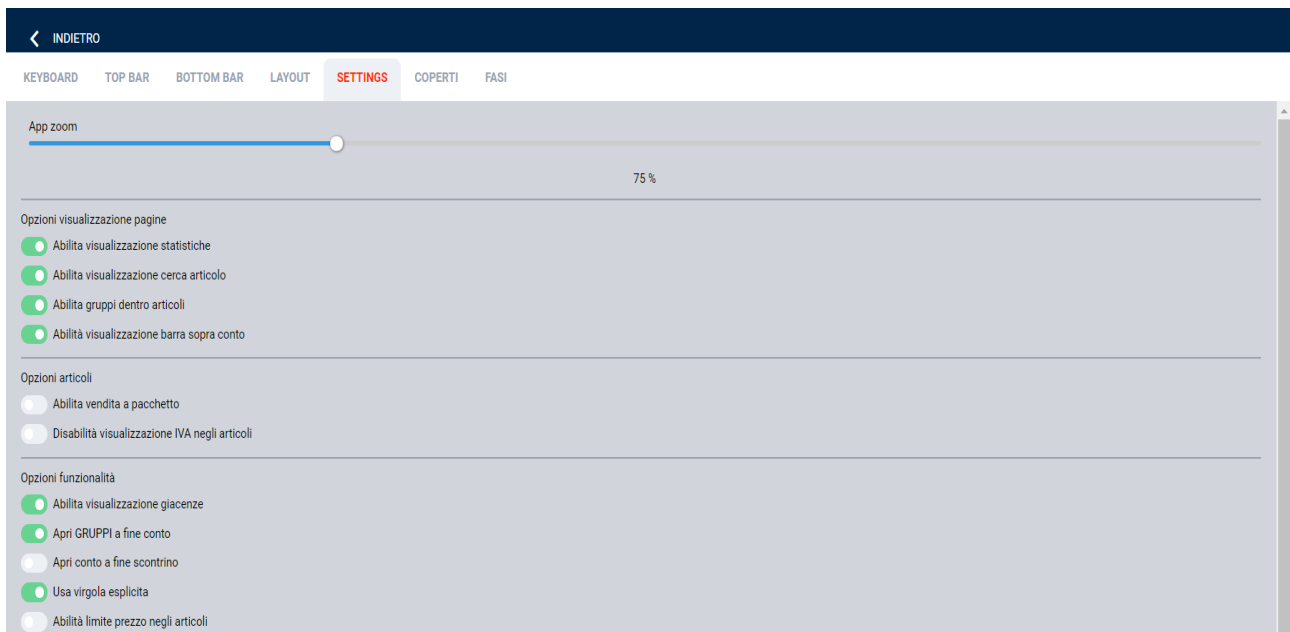 INDIETRO
KEYBOARD TOP BAR BOTTOM BAR LAYOUT SETTINGS COPERTI FASI
App zoom
75 %
Opzioni visualizzazione pagine
Abilita visualizzazione statistiche
Abilita visualizzazione cerca articolo
Abilita gruppi dentro articoli
Abilità visualizzazione barra sopra conto
Opzioni articoli
Abilita vendita a pacchetto
Disabilità visualizzazione IVA negli articoli
Opzioni funzionalità
Abilita visualizzazione giacenze
Apri GRUPPI a fine conto
Apri conto a fine scontrino
Usa virgola esplicita
Abilità limite prezzo negli articoli